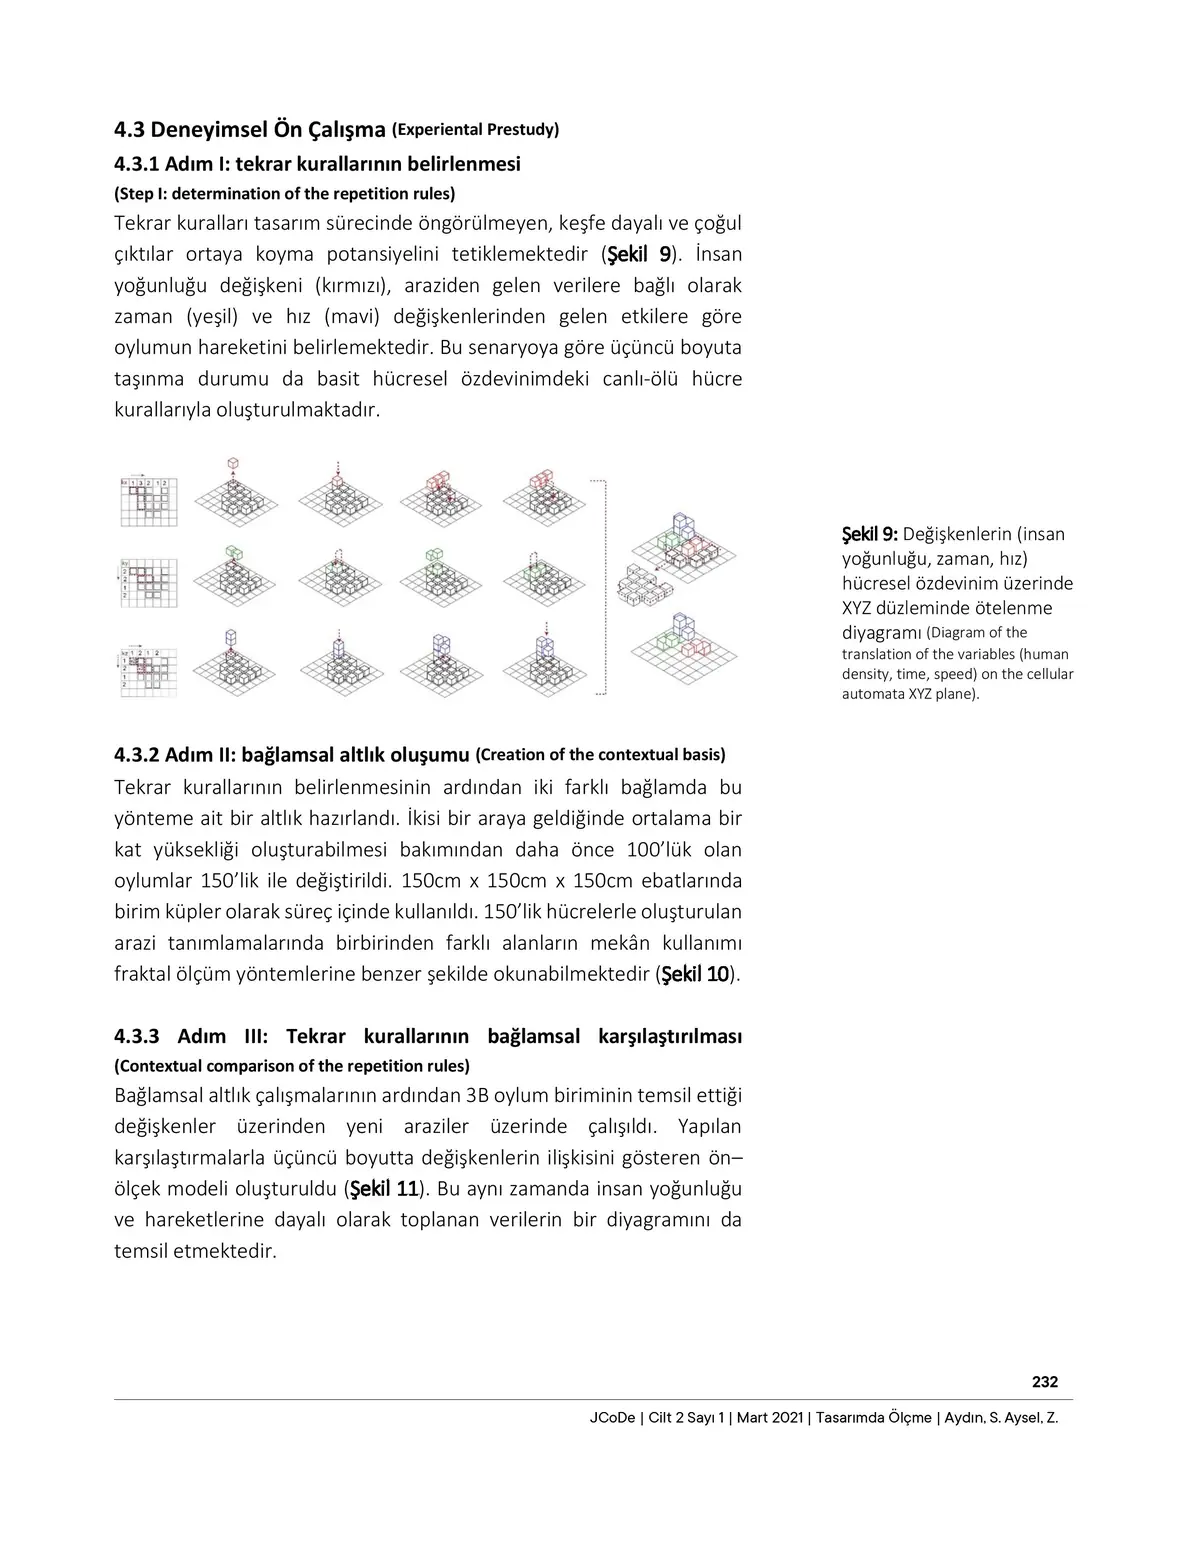 4.3 Deneyimsel Ön Çalışma (Experiental Prestudy)
4.3.1 Adım I: tekrar kurallarının belirlenmesi
(Step I: determination of the repetition rules)
Tekrar kuralları tasarım sürecinde öngörülmeyen, keşfe dayalı ve çoğul
çıktılar ortaya koyma potansiyelini tetiklemektedir (Şekil 9). İnsan
yoğunluğu değişkeni (kırmızı), araziden gelen verilere bağlı olarak
zaman (yeşil) ve hız (mavi) değişkenlerinden gelen etkilere göre
oylumun hareketini belirlemektedir. Bu senaryoya göre üçüncü boyuta
taşınma durumu da basit hücresel özdevinimdeki canlı-ölü hücre
kurallarıyla oluşturulmaktadır.
Şekil 9: Değişkenlerin (insan
yoğunluğu, zaman, hız)
hücresel özdevinim üzerinde
XYZ düzleminde ötelenme
diyagramı (Diagram of the
translation of the variables (human
density, time, speed) on the cellular
automata XYZ plane).
4.3.2 Adım II: bağlamsal altlık oluşumu (Creation of the contextual basis)
Tekrar kurallarının belirlenmesinin ardından iki farklı bağlamda bu
yönteme ait bir altlık hazırlandı. İkisi bir araya geldiğinde ortalama bir
kat yüksekliği oluşturabilmesi bakımından daha önce 100’lük olan
oylumlar 150’lik ile değiştirildi. 150cm x 150cm x 150cm ebatlarında
birim küpler olarak süreç içinde kullanıldı. 150’lik hücrelerle oluşturulan
arazi tanımlamalarında birbirinden farklı alanların mekân kullanımı
fraktal ölçüm yöntemlerine benzer şekilde okunabilmektedir (Şekil 10).
4.3.3 Adım III: Tekrar kurallarının bağlamsal karşılaştırılması
(Contextual comparison of the repetition rules)
Bağlamsal altlık çalışmalarının ardından 3B oylum biriminin temsil ettiği
değişkenler üzerinden yeni araziler üzerinde çalışıldı. Yapılan
karşılaştırmalarla üçüncü boyutta değişkenlerin ilişkisini gösteren ön–
ölçek modeli oluşturuldu (Şekil 11). Bu aynı zamanda insan yoğunluğu
ve hareketlerine dayalı olarak toplanan verilerin bir diyagramını da
temsil etmektedir.
232
JCoDe | Cilt 2 Sayı 1 | Mart 2021 | Tasarımda Ölçme | Aydın, S. Aysel, Z.